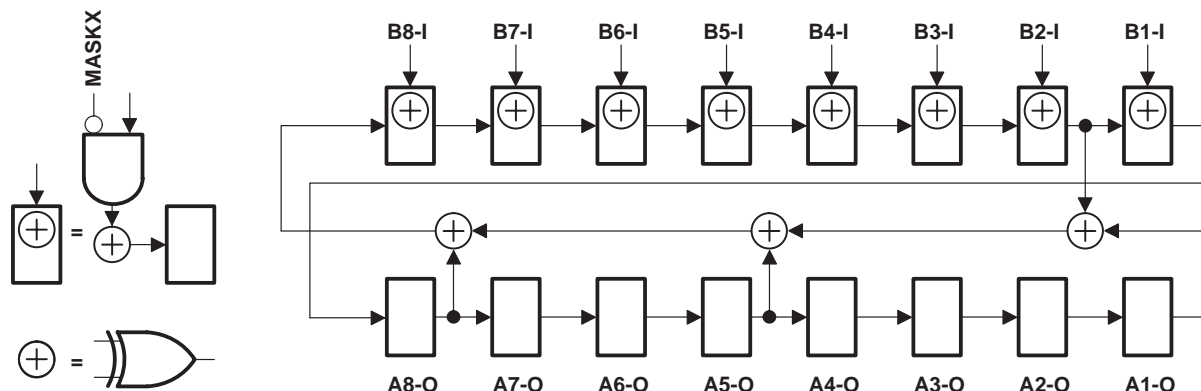 MASKX
=
=
B8-I B7-I B6-I B5-I B4-I B3-I B2-I B1-I
A8-O A7-O A6-O A5-O A4-O A3-O A2-O A1-O